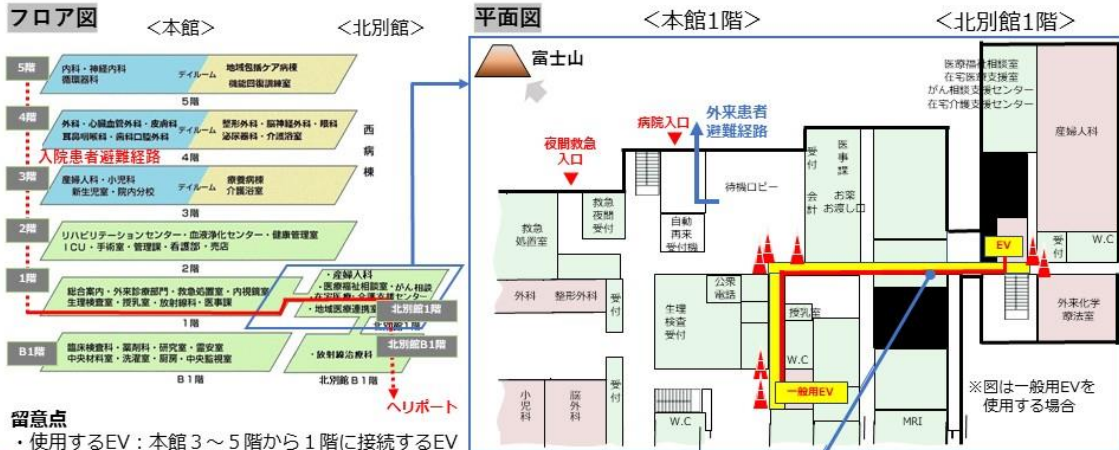 フロア図
<本館>
<北別館>
5階
内科・神経内科
循環器科
デイルーム
地域包括ケア病棟
機能回復訓練室
5階
4階
外科・心臓血管外科・皮膚科
耳鼻咽喉科・歯科口腔外科
デイルーム
整形外科・脳神経外科・眼科
泌尿器科・介護浴室
4階
西病棟
入院患者避難経路
3階
産婦人科・小児科
新生児室・院内分校
デイルーム
療養病棟
介護浴室
3階
2階
リハビリテーションセンター・血液浄化センター・健康管理室
ICU・手術室・管理課・看護部・売店
2階
1階
総合案内・外来診療部門・救急処置室・内視鏡室
生理検査室・授乳室・放射線科・医事課
1階
・産婦人科
・医療福祉相談室・がん相談
・在宅医療・介護支援センター
・地域医療連携室
北別館1階
北別館1階
B1階
臨床検査科・薬剤科・研究室・霊安室
中央材料室・洗濯室・厨房・中央監視室
B1階
・放射線治療科
北別館B1階
北別館B1階
ヘリポート
留意点
・使用するEV:本館3~5階から1階に接続するEV
平面図
<本館1階>
<北別館1階>
富士山
夜間救急
入口
病院入口
外来患者
避難経路
医療福祉相談室
在宅医療支援室
がん相談支援センター
在宅介護支援センター
産婦人科
受付
会計
医事課
お薬
お渡し口
待機ロビー
救急
処置室
救急
夜間
受付
自動
再来
受付機
EV
受付
W.C
外科
整形外科
受付
公衆
電話
生理
検査
受付
授乳室
外来化学
療法室
W.C
一般用EV
小児科
脳外科
受付
W.C
MRI
※図は一般用EVを
使用する場合